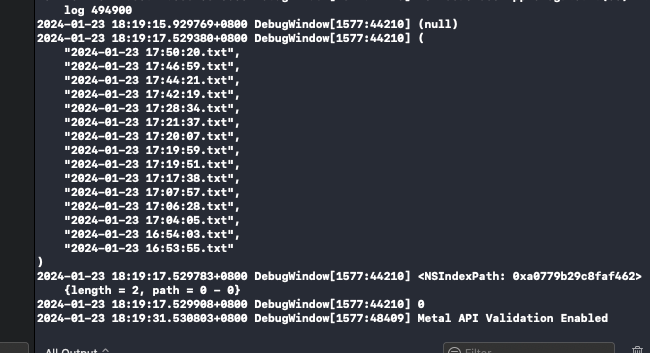 log 494900
2024-01-23 18:19:15.929769+0800 DebugWindow[1577:44210] (null)
2024-01-23 18:19:17.529380+0800 DebugWindow[1577:44210] (
"2024-01-23 17:50:20.txt",
"2024-01-23 17:46:59.txt",
"2024-01-23 17:44:21.txt",
"2024-01-23 17:42:19.txt",
"2024-01-23 17:28:34.txt",
"2024-01-23 17:21:37.txt",
"2024-01-23 17:20:07.txt",
"2024-01-23 17:19:59.txt",
"2024-01-23 17:19:51.txt",
"2024-01-23 17:17:38.txt",
"2024-01-23 17:07:57.txt",
"2024-01-23 17:06:28.txt",
"2024-01-23 17:04:05.txt",
"2024-01-23 16:54:03.txt",
"2024-01-23 16:53:55.txt"
)
2024-01-23 18:19:17.529783+0800 DebugWindow[1577:44210] <NSIndexPath: 0xa0779b29c8faf462>
{length = 2, path = 0 - 0}
2024-01-23 18:19:17.529908+0800 DebugWindow[1577:44210] 0
2024-01-23 18:19:31.530803+0800 DebugWindow[1577:48409] Metal API Validation Enabled
All Output
Filter